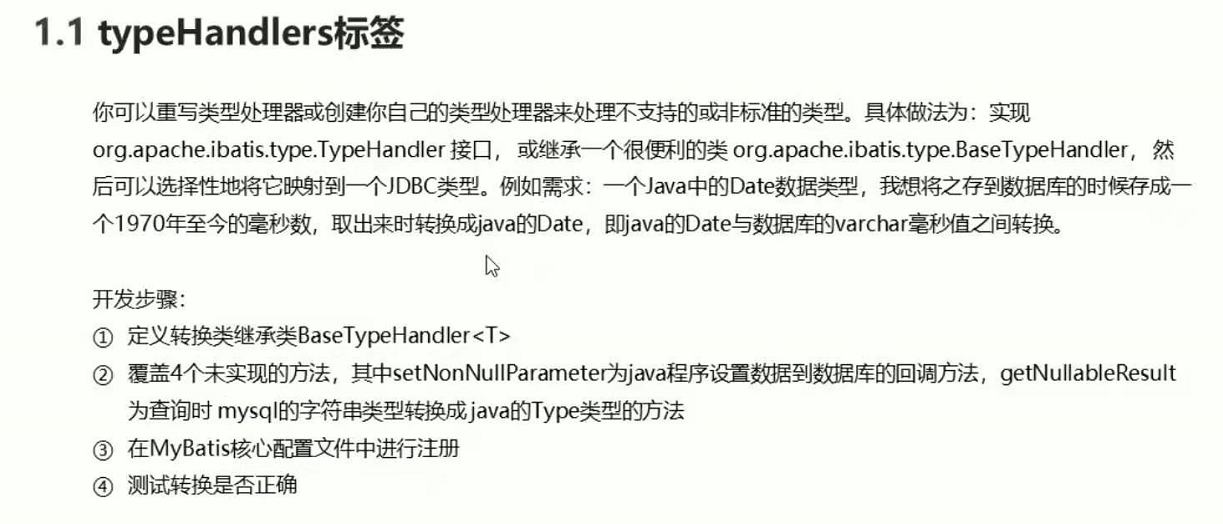 1.1 typeHandlers标签
你可以重写类型处理器或创建你自己的类型处理器来处理不支持的或非标准的类型。具体做法为：实现
org.apache.ibatis.type.TypeHandler 接口， 或继承一个很便利的类 org.apache.ibatis.type.BaseTypeHandler， 然
后可以选择性地将它映射到一个JDBC类型。例如需求：一个Java中的Date数据类型，我想将之存到数据库的时候存成一
个1970年至今的毫秒数，取出来时转换成java的Date，即java的Date与数据库的varchar毫秒值之间转换。
开发步骤：
① 定义转换类继承类BaseTypeHandler<T>
② 覆盖4个未实现的方法，其中setNonNullParameter为java程序设置数据到数据库的回调方法，getNullableResult
为查询时 mysql的字符串类型转换成 java的Type类型的方法
③ 在MyBatis核心配置文件中进行注册
④ 测试转换是否正确